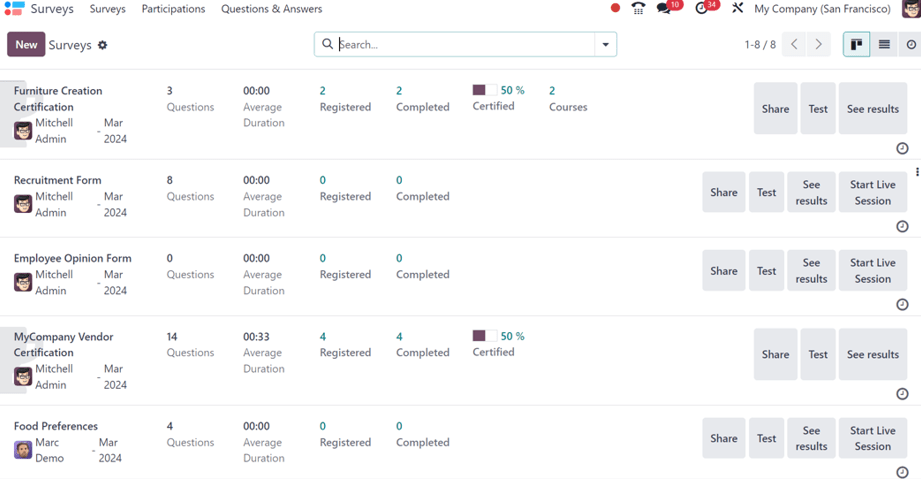 Surveys Surveys Participations Questions & Answers 10 34 My Company (San Francisco)
New Surveys Search... 1-8 / 8
Furniture Creation Certification 3 Questions 00:00 Average Duration 2 Registered 2 Completed 50 % Certified 2 Courses Share Test See results
Mitchell Admin - Mar 2024
Recruitment Form 8 Questions 00:00 Average Duration 0 Registered 0 Completed Share Test See results Start Live Session
Mitchell Admin - Mar 2024
Employee Opinion Form 0 Questions 00:00 Average Duration 0 Registered 0 Completed Share Test See results Start Live Session
Mitchell Admin - Mar 2024
MyCompany Vendor Certification 14 Questions 00:33 Average Duration 4 Registered 4 Completed 50 % Certified Share Test See results
Mitchell Admin - Mar 2024
Food Preferences 4 Questions 00:00 Average Duration 0 Registered 0 Completed Share Test See results Start Live Session
Marc Demo - Mar 2024